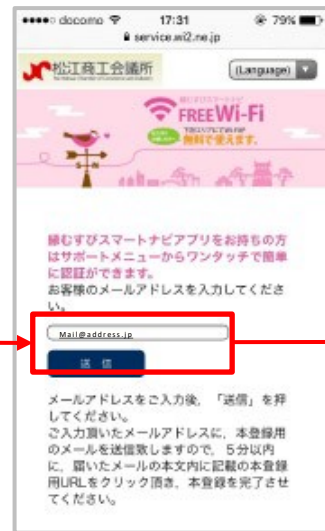 docomo 17:31 79%
service.wi2.ne.jp
松江商工会議所 (Language)
縁むすびスマートナビ
FREE Wi-Fi
無料で使えます。
縁むすびスマートナビアプリをお持ちの方
はサポートメニューからワンタッチで簡単
に認証ができます。
お客様のメールアドレスを入力してくださ
い。
Mail@address.jp
送 信
メールアドレスをご入力後、「送信」を押
してください。
ご入力頂いたメールアドレスに、本登録用
のメールを送信致しますので、5分以内
に、届いたメールの本文内に記載の本登録
用URLをクリック頂き、本登録を完了させ
てください。